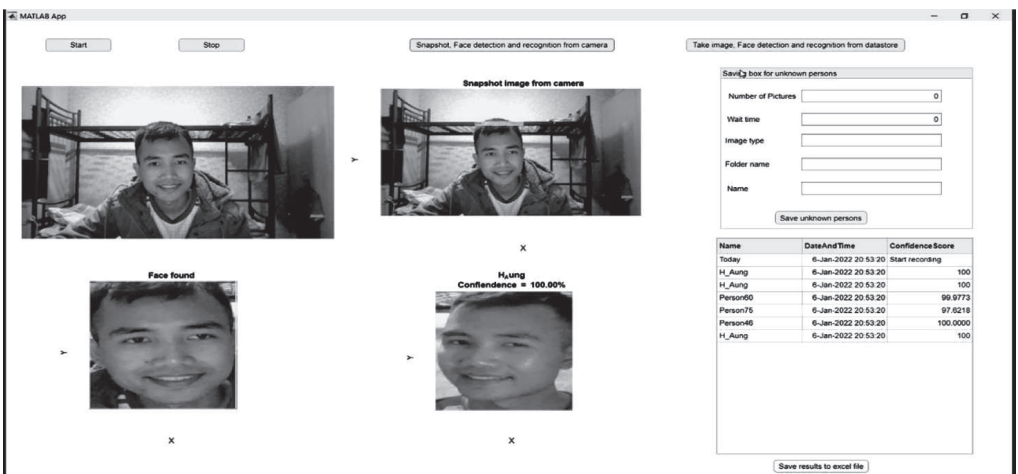 MATLAB App
Start
Stop
Snapshot, Face detection and recognition from camera
Take image, Face detection and recognition from datastore
Snapshot image from camera
Y
X
Face found
Y
X
H_Aung
Confiendence = 100.00%
Y
X
Saving box for unknown persons
Number of Pictures 0
Wait time 0
Image type
Folder name
Name
Save unknown persons
Name DateAndTime ConfidenceScore
Today 6-Jan-2022 20:53:20 Start recording
H_Aung 6-Jan-2022 20:53:20 100
H_Aung 6-Jan-2022 20:53:20 100
Person60 6-Jan-2022 20:53:20 99.9773
Person75 6-Jan-2022 20:53:20 97.6218
Person46 6-Jan-2022 20:53:20 100.0000
H_Aung 6-Jan-2022 20:53:20 100
Save results to excel file